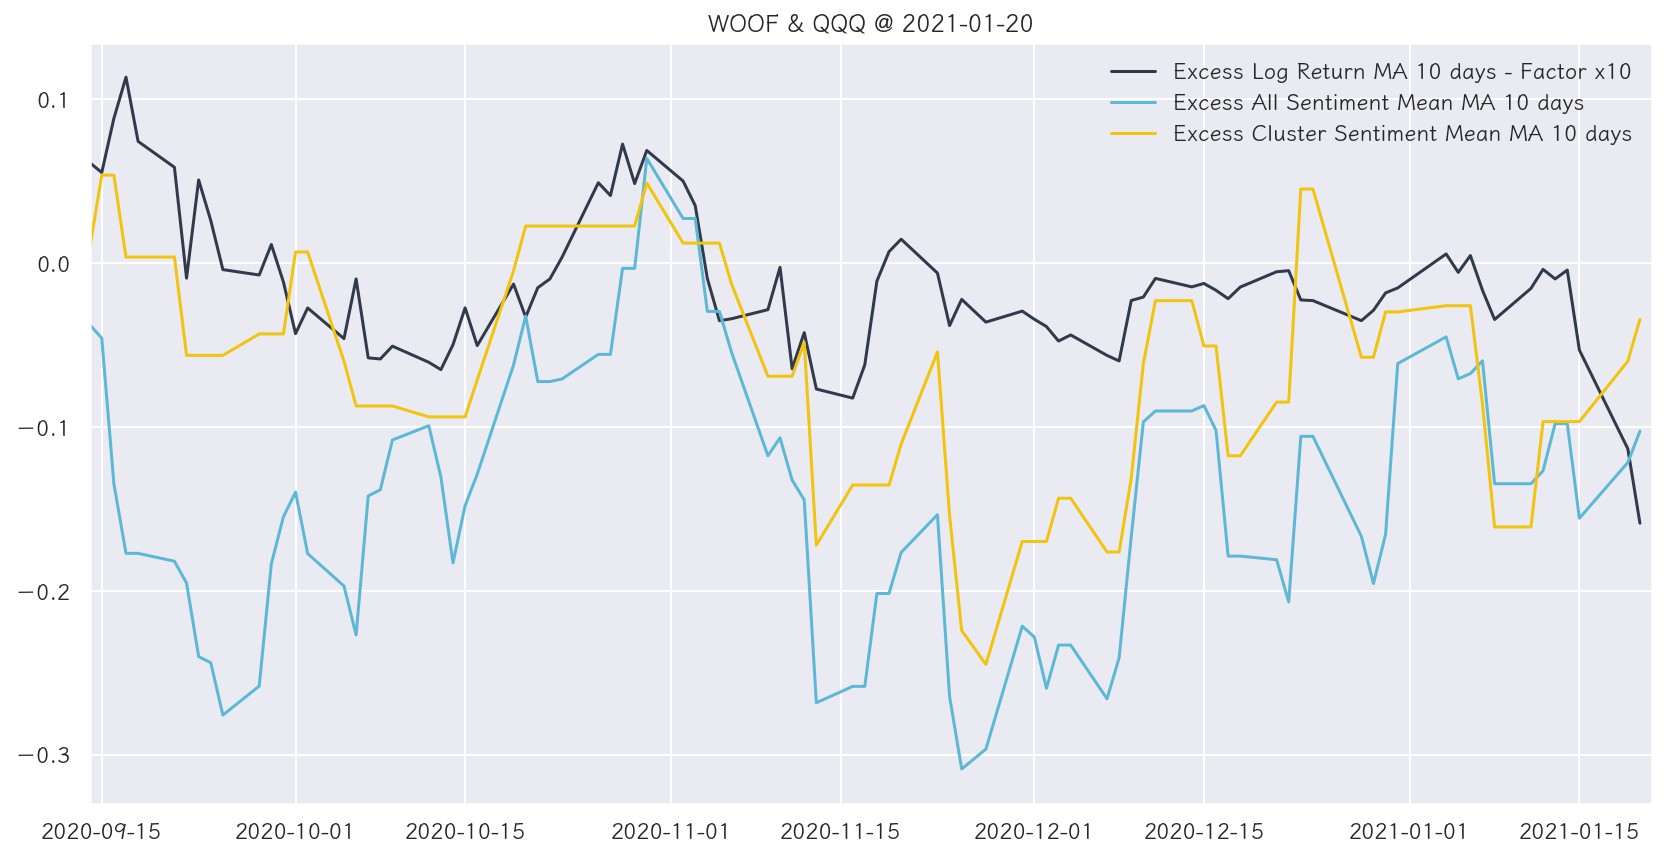 WOOF & QQQ @ 2021-01-20
Excess Log Return MA 10 days - Factor x10
Excess All Sentiment Mean MA 10 days
Excess Cluster Sentiment Mean MA 10 days
0.1
0.0
−0.1
−0.2
−0.3
2020-09-15 2020-10-01 2020-10-15 2020-11-01 2020-11-15 2020-12-01 2020-12-15 2021-01-01 2021-01-15